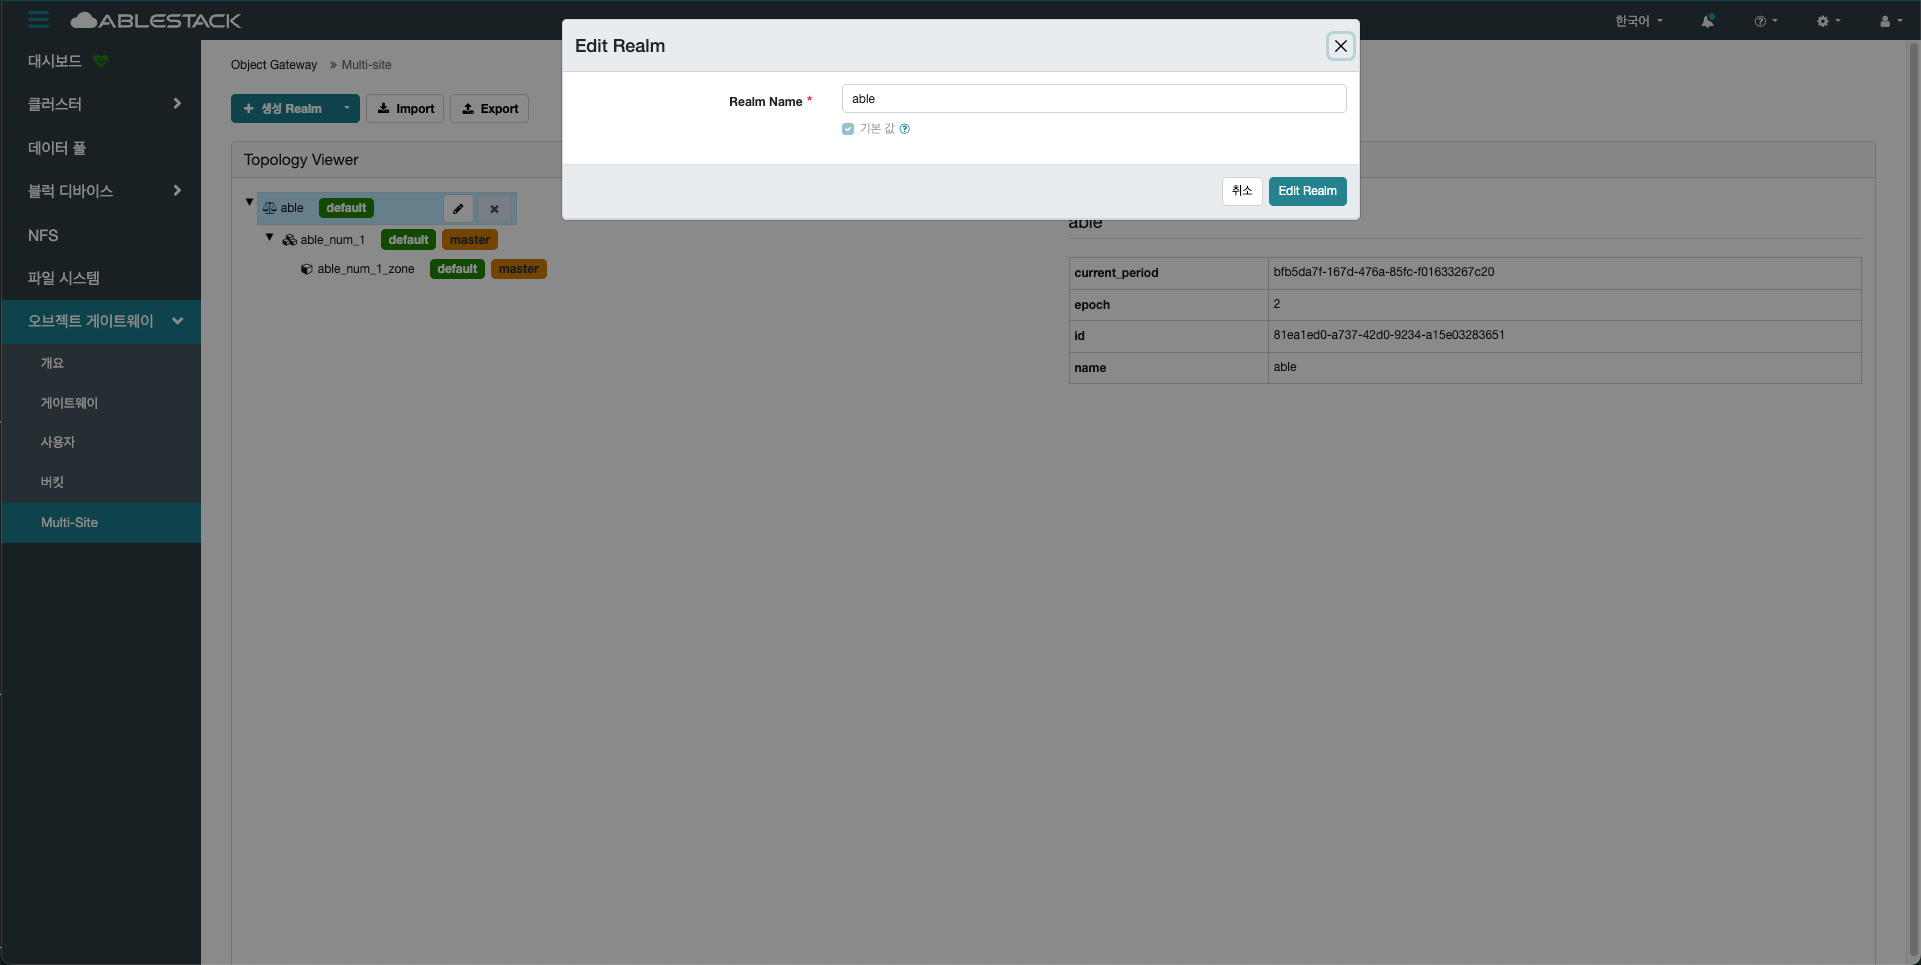 ABLESTACK
한국어
대시보드
클러스터
데이터 풀
블럭 디바이스
NFS
파일 시스템
오브젝트 게이트웨이
개요
게이트웨이
사용자
버킷
Multi-Site
Object Gateway » Multi-site
생성 Realm
Import
Export
Topology Viewer
able default
able_num_1 default master
able_num_1_zone default master
Edit Realm
Realm Name *
able
기본 값
취소
Edit Realm
able
current_period bfb5da7f-167d-476a-85fc-f01633267c20
epoch 2
id 81ea1ed0-a737-42d0-9234-a15e03283651
name able